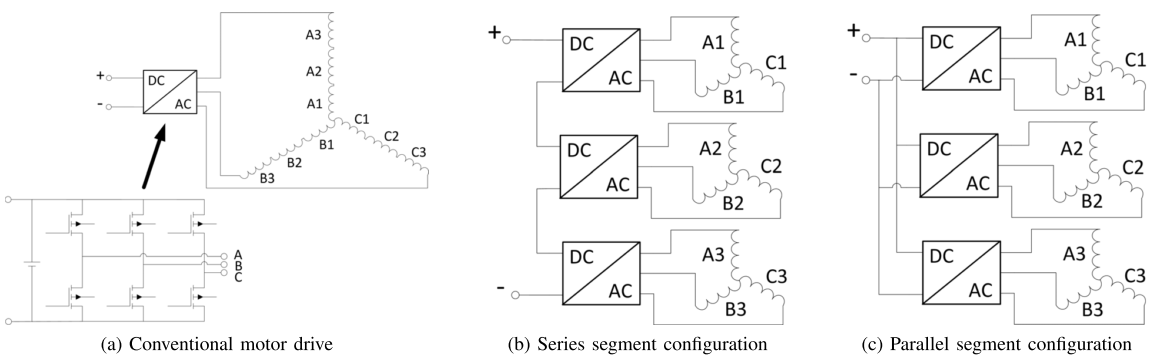 +
-
DC
AC
A3
A2
A1
B1
B2
B3
C1
C2
C3
A
B
C
(a) Conventional motor drive
+
-
DC
AC
A1
B1
C1
DC
AC
A2
B2
C2
DC
AC
A3
B3
C3
(b) Series segment configuration
+
-
DC
AC
A1
B1
C1
DC
AC
A2
B2
C2
DC
AC
A3
B3
C3
(c) Parallel segment configuration